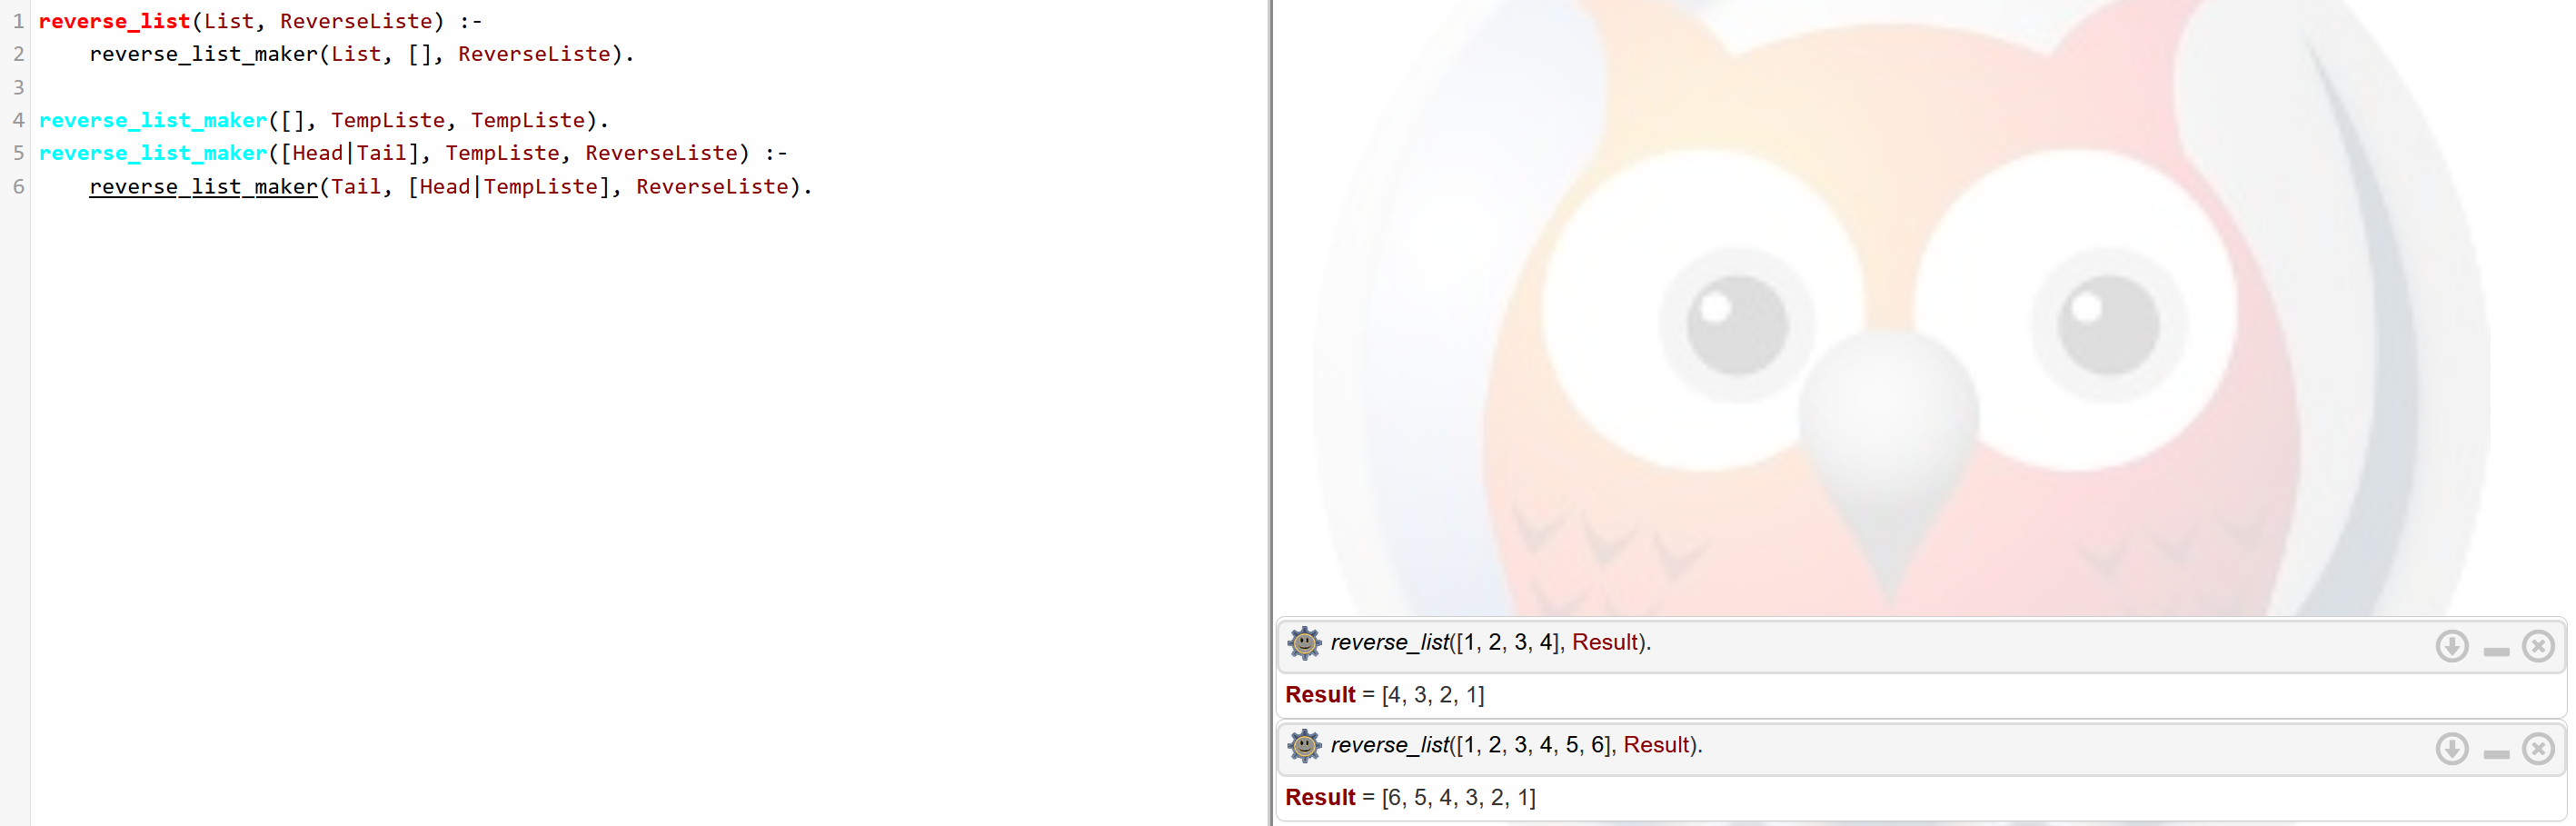 1 reverse_list(List, ReverseListe) :-
2     reverse_list_maker(List, [], ReverseListe).
3
4 reverse_list_maker([], TempListe, TempListe).
5 reverse_list_maker([Head|Tail], TempListe, ReverseListe) :-
6     reverse_list_maker(Tail, [Head|TempListe], ReverseListe).
reverse_list([1, 2, 3, 4], Result).
Result = [4, 3, 2, 1]
reverse_list([1, 2, 3, 4, 5, 6], Result).
Result = [6, 5, 4, 3, 2, 1]